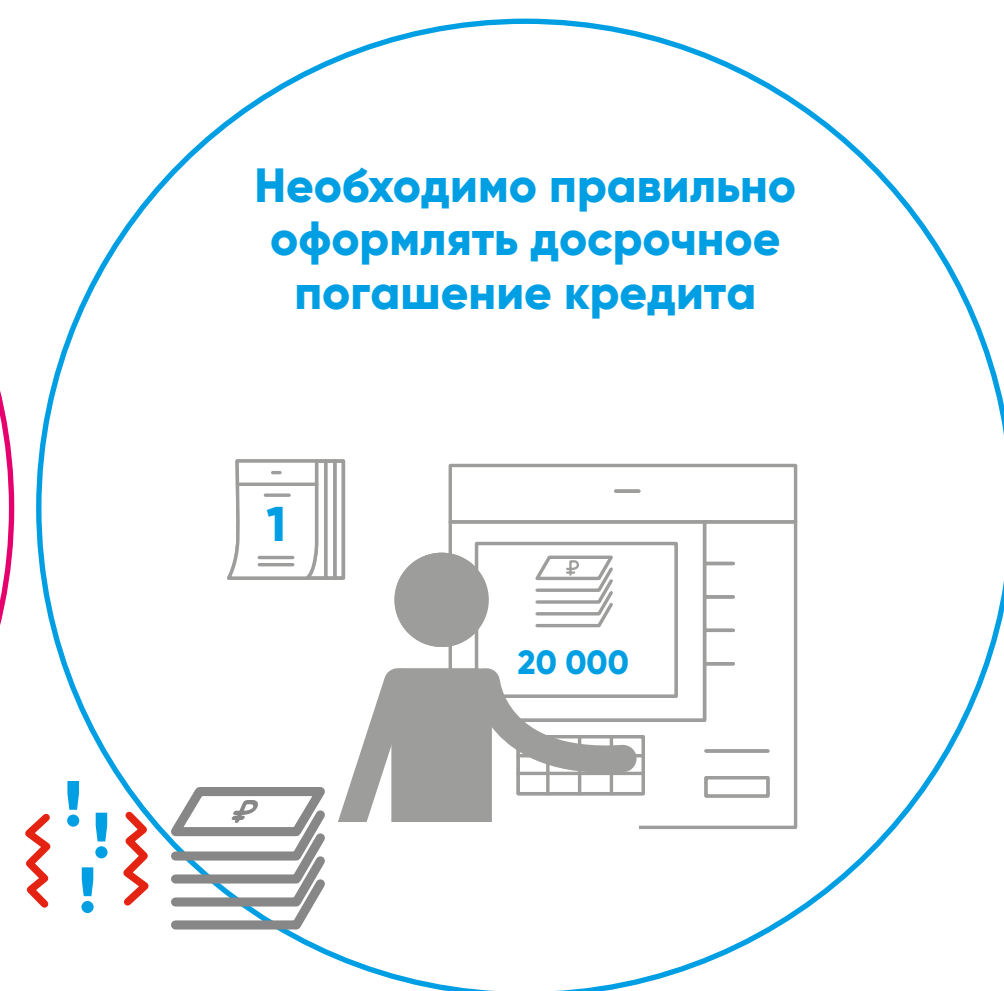 Необходимо правильно
оформлять досрочное
погашение кредита
1
₽
20 000
! ! !
₽